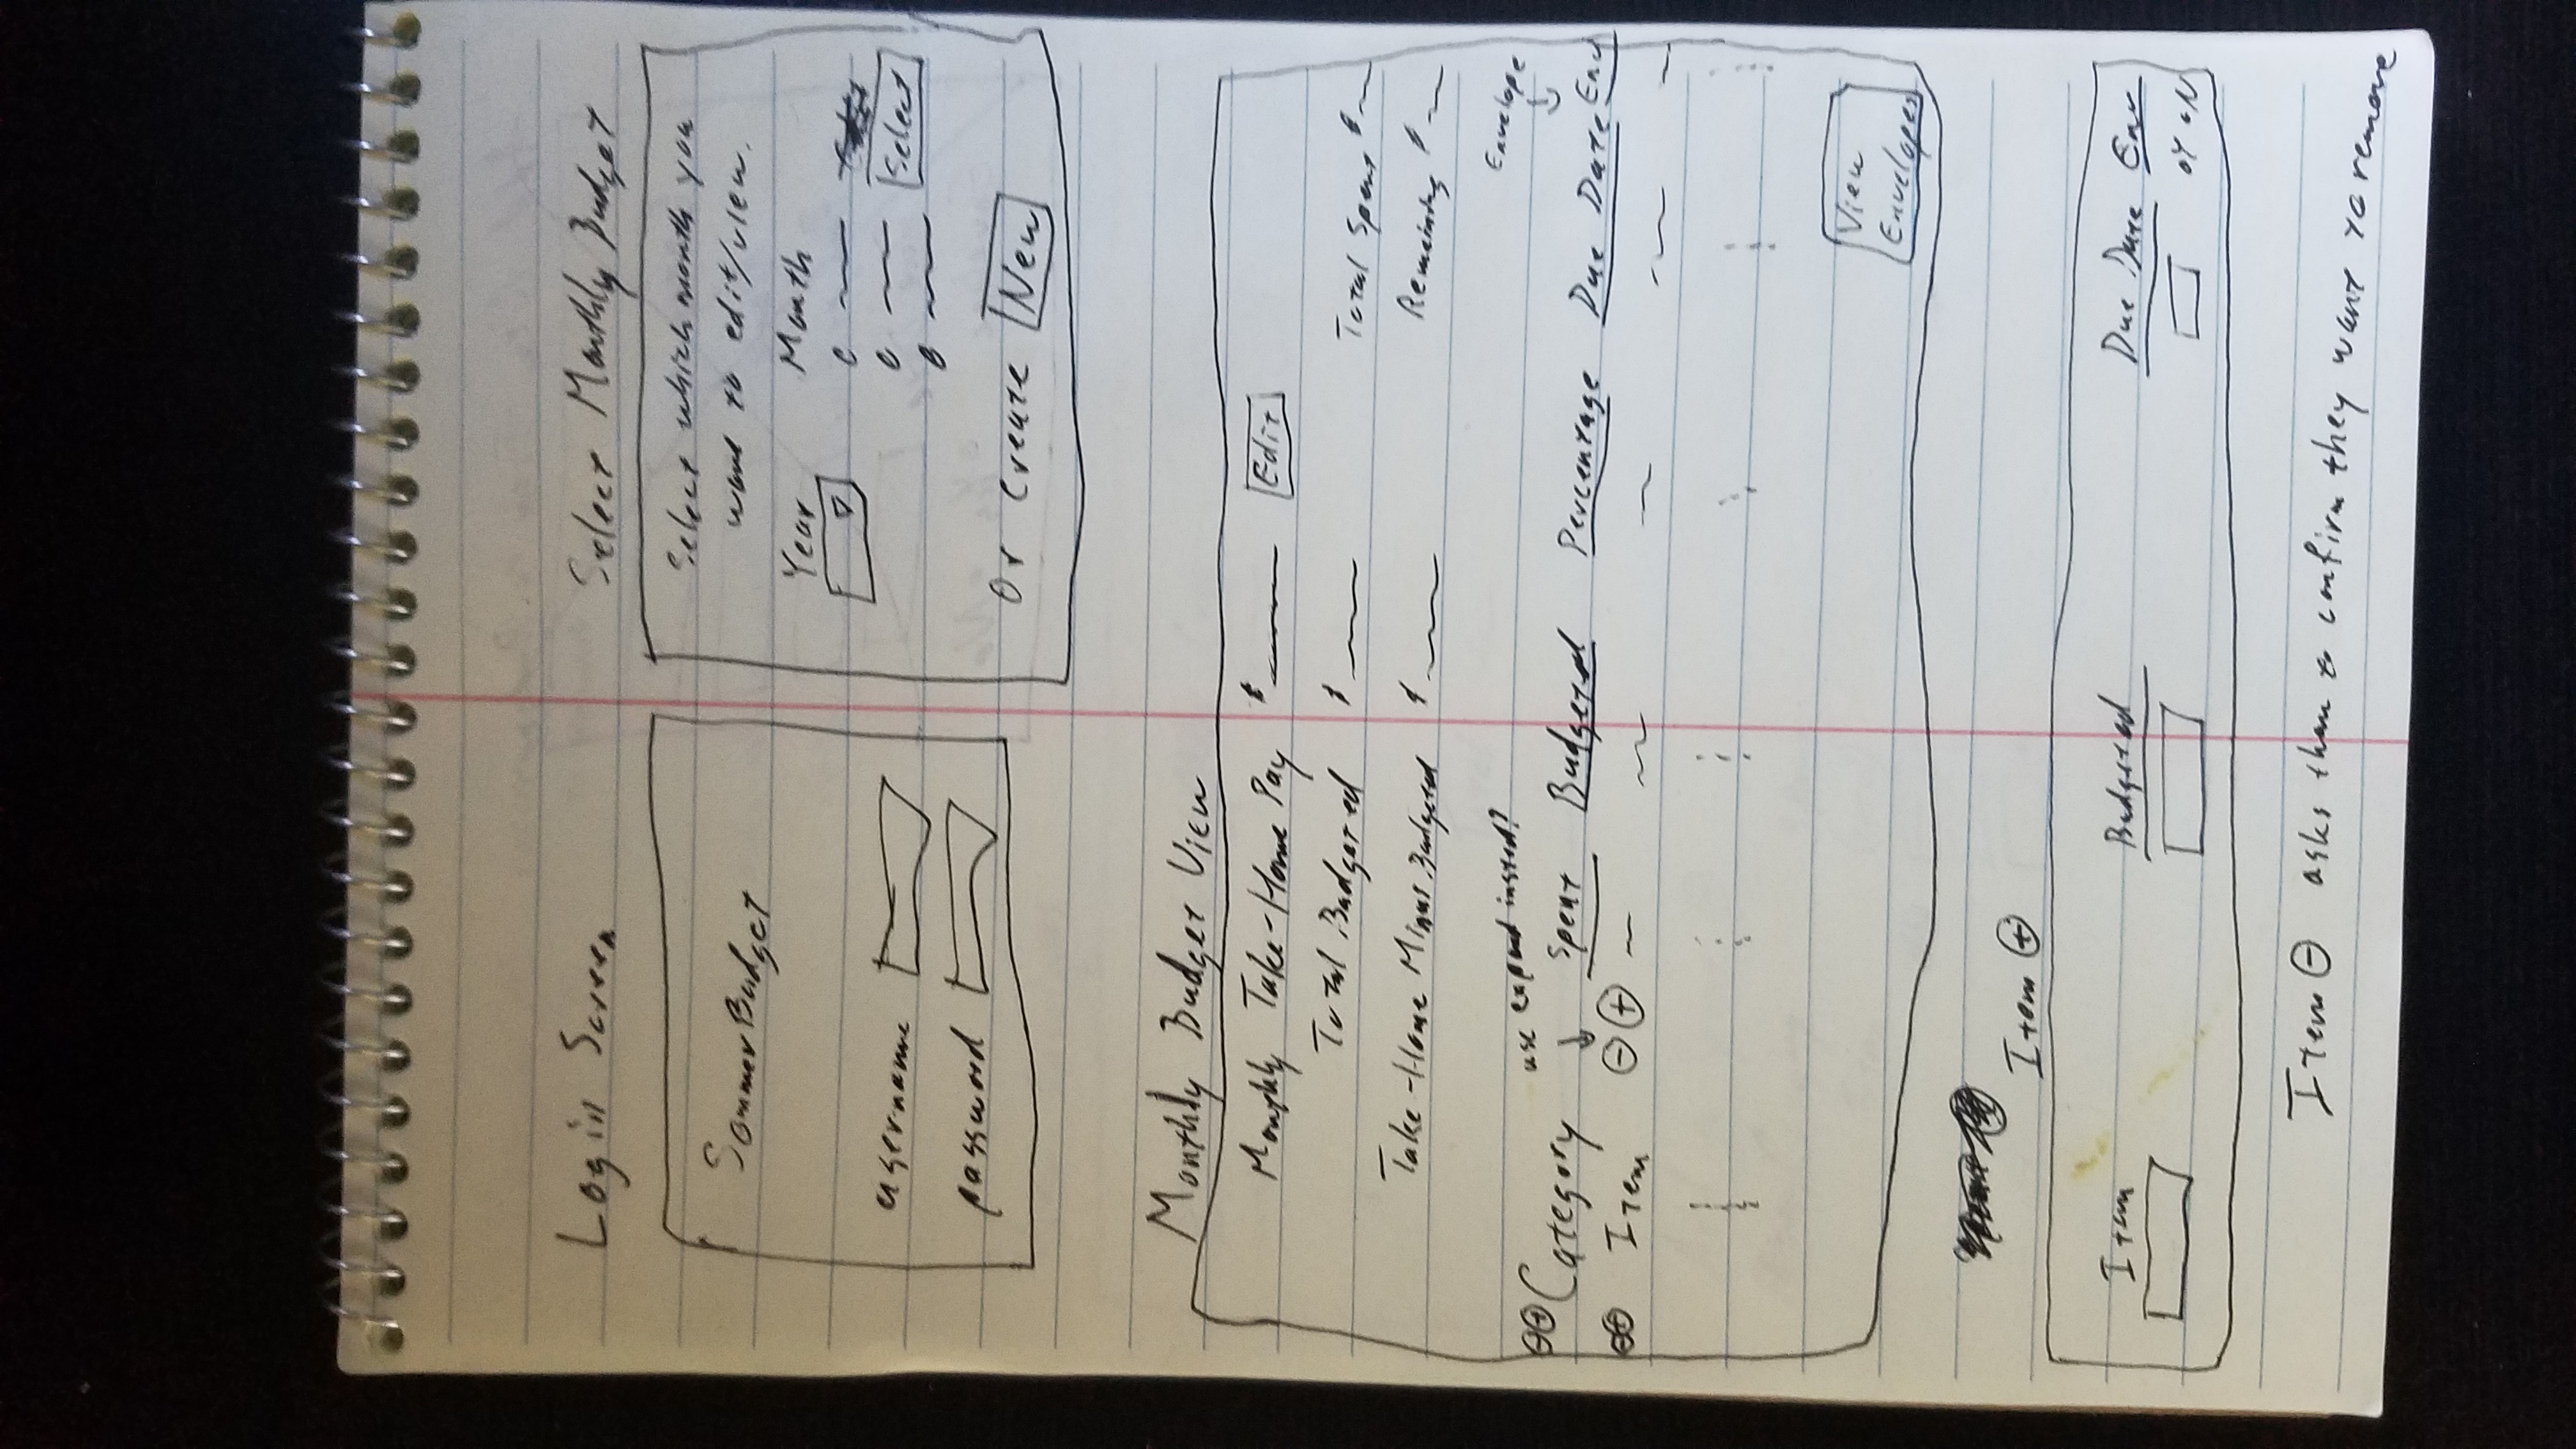 Login Screen
SommerBudget
username
password
Select Monthly Budget
Select which month you
want to edit/view.
Year
Month
Select
Or create New
Monthly Budget View
Monthly Take-Home Pay $ Edit
Total Budgeted $ Total Spent $
Take-Home Minus Budgeted $ Remaining $
use expand insted?
Envelope
- + Category Spent Budgeted Percentage Due Date Env
- + Item - +
View
Envelopes
Item +
Item Budgeted Due Date Env
o Y o N
Item - asks them to confirm they want to remove